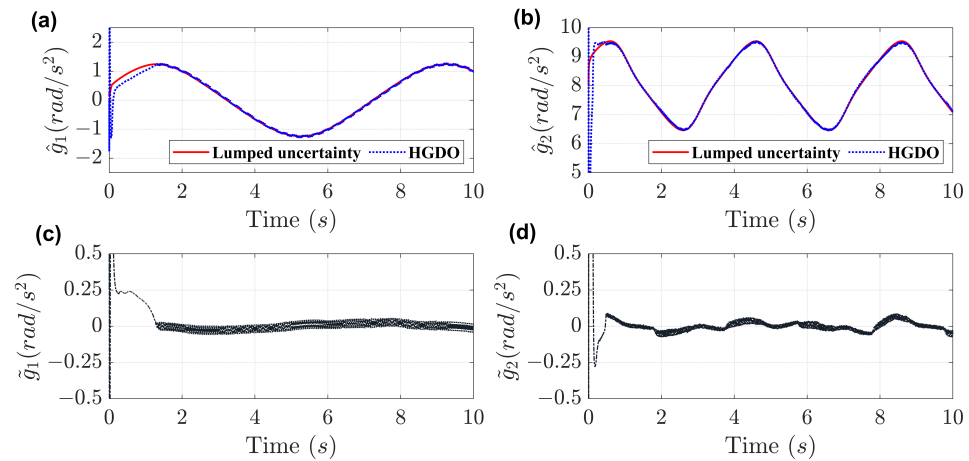 (a)
2
1
0
−1
−2
ĝ₁(rad/s²)
Lumped uncertainty
HGDO
0 2 4 6 8 10
Time (s)
(b)
10
9
8
7
6
5
ĝ₂(rad/s²)
Lumped uncertainty
HGDO
0 2 4 6 8 10
Time (s)
(c)
0.5
0.25
0
−0.25
−0.5
g̃₁(rad/s²)
0 2 4 6 8 10
Time (s)
(d)
0.5
0.25
0
−0.25
−0.5
g̃₂(rad/s²)
0 2 4 6 8 10
Time (s)